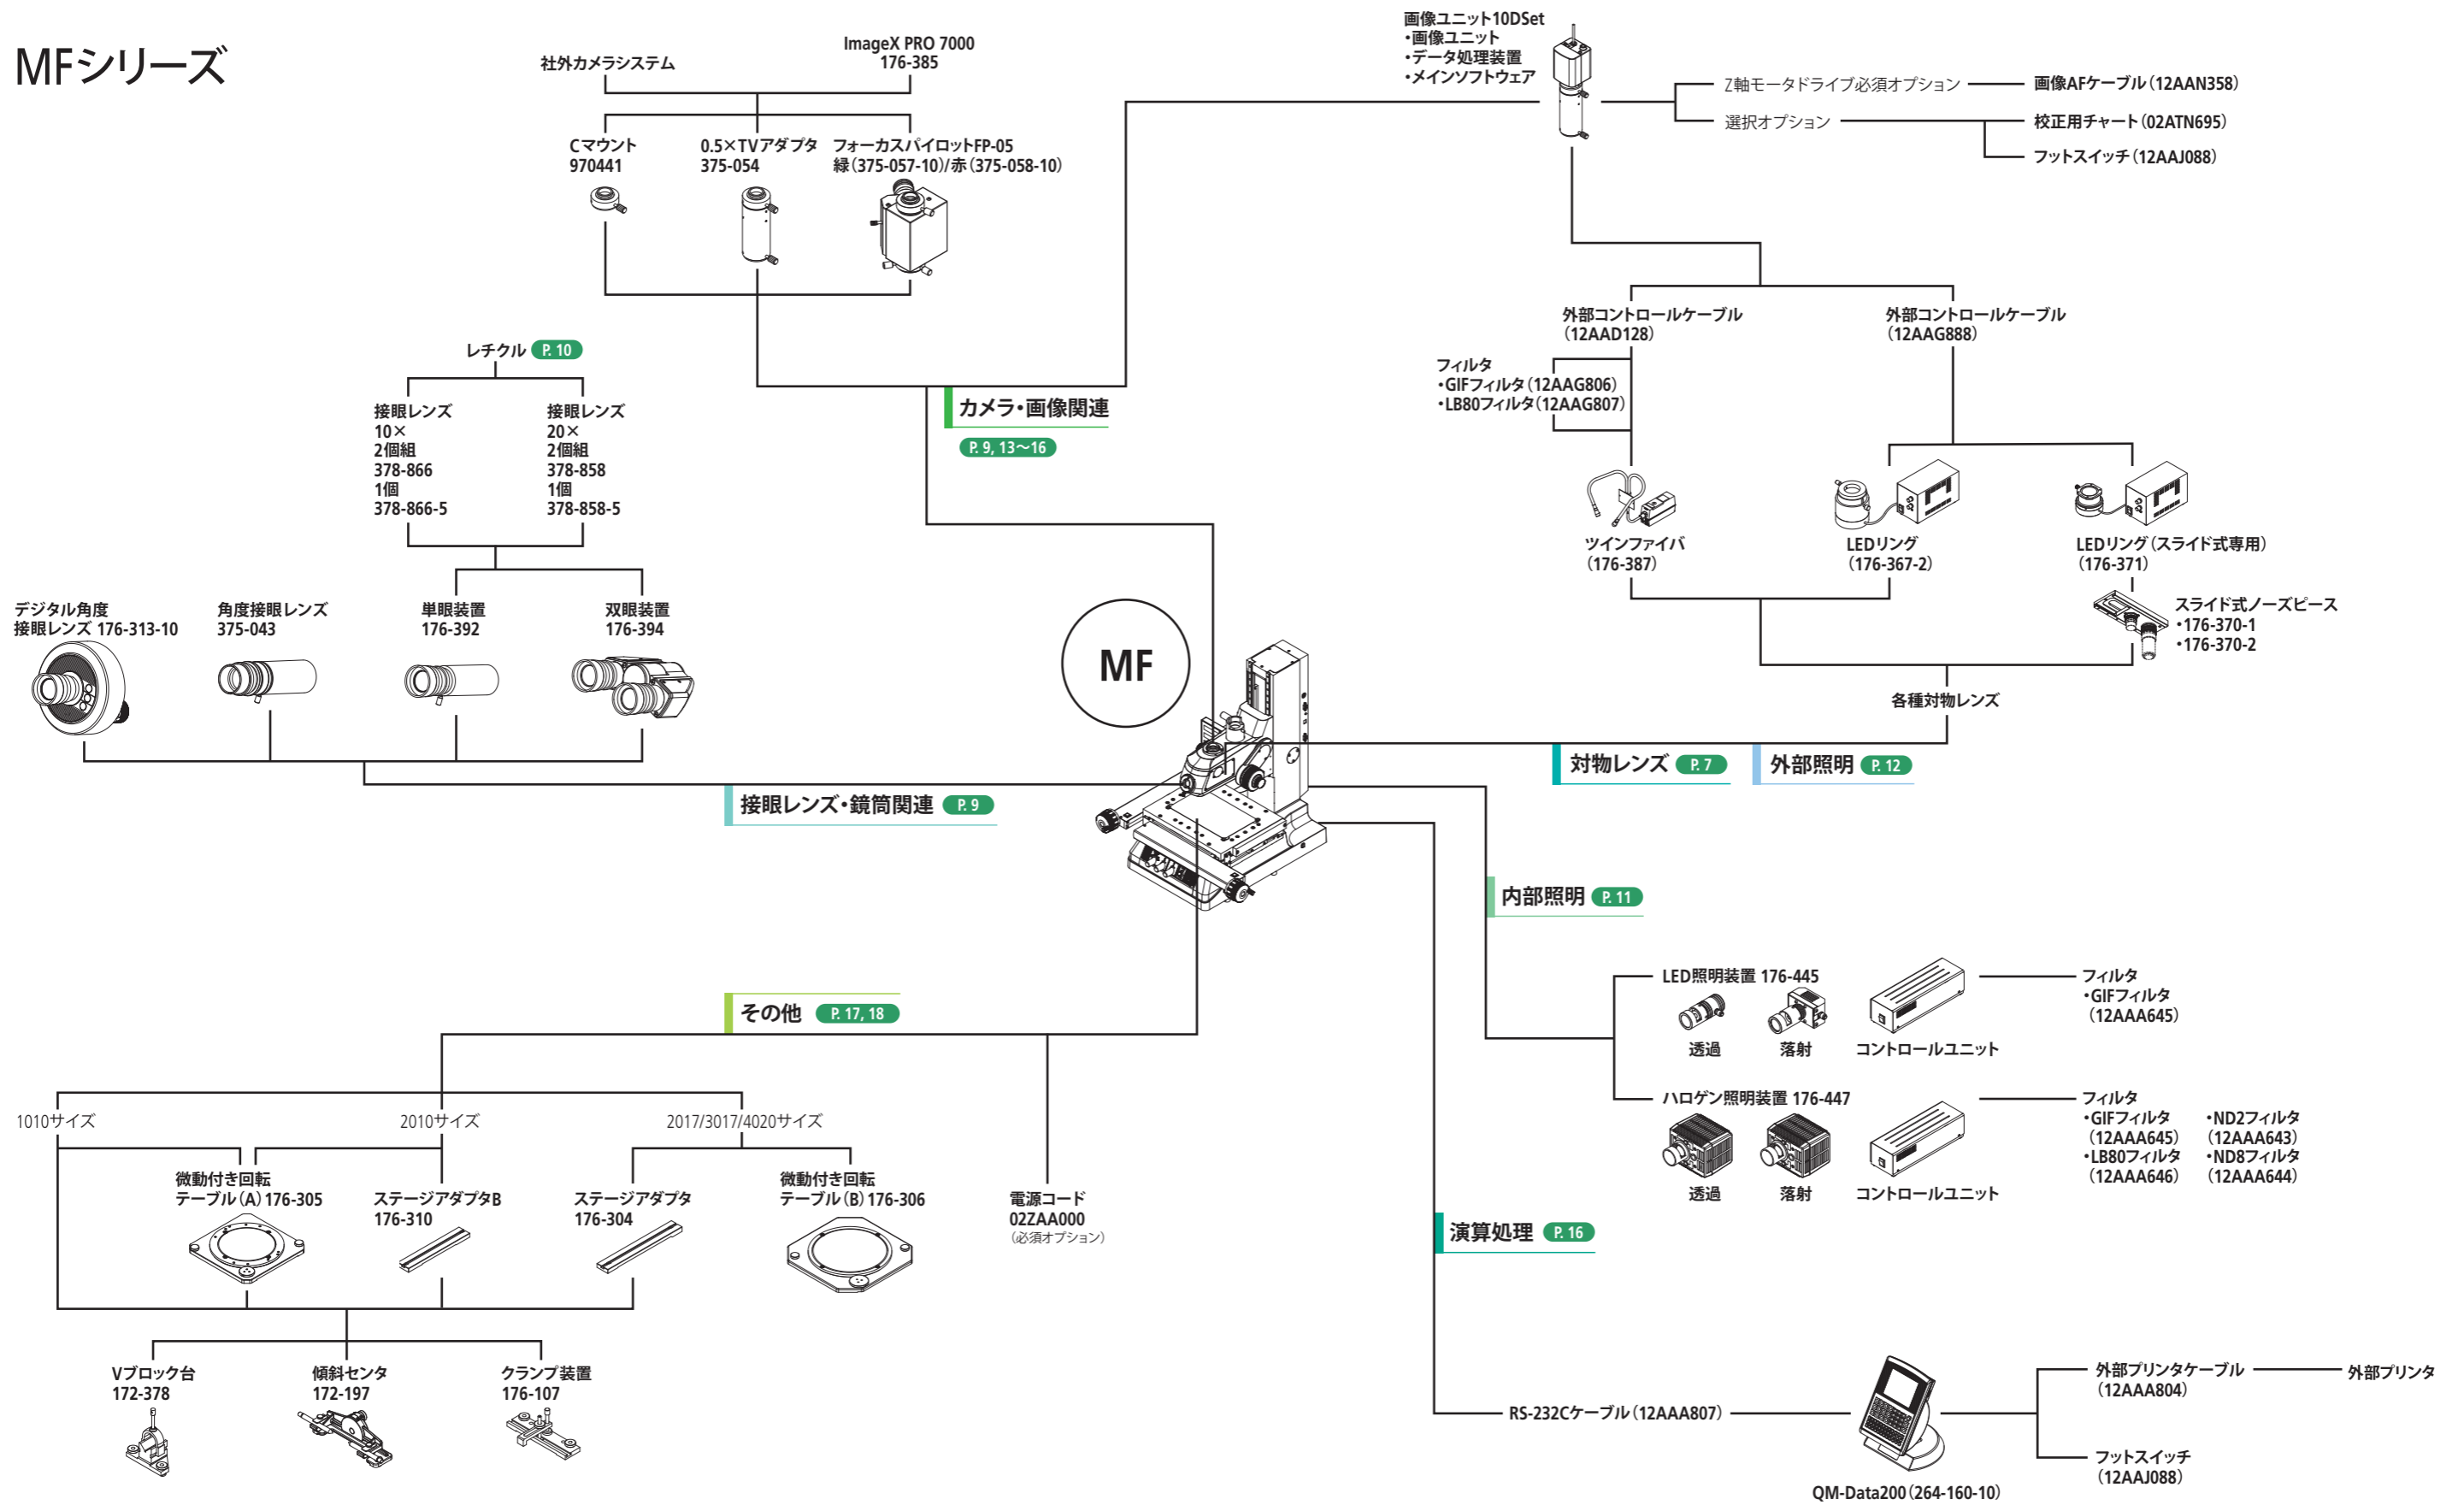 MFシリーズ
社外カメラシステム
ImageX PRO 7000
176-385
Cマウント
970441
0.5×TVアダプタ
375-054
フォーカスパイロットFP-05
緑（375-057-10）/赤（375-058-10）
画像ユニット10DSet
・画像ユニット
・データ処理装置
・メインソフトウェア
Z軸モータドライブ必須オプション
画像AFケーブル（12AAN358）
選択オプション
校正用チャート（02ATN695）
フットスイッチ（12AAJ088）
外部コントロールケーブル
（12AAD128）
外部コントロールケーブル
（12AAG888）
フィルタ
・GIFフィルタ（12AAG806）
・LB80フィルタ（12AAG807）
ツインファイバ
（176-387）
LEDリング
（176-367-2）
LEDリング（スライド式専用）
（176-371）
スライド式ノーズピース
・176-370-1
・176-370-2
各種対物レンズ
カメラ・画像関連
P. 9, 13～16
レチクル P. 10
接眼レンズ
10×
2個組
378-866
1個
378-866-5
接眼レンズ
20×
2個組
378-858
1個
378-858-5
デジタル角度
接眼レンズ 176-313-10
角度接眼レンズ
375-043
単眼装置
176-392
双眼装置
176-394
MF
対物レンズ P. 7
外部照明 P. 12
接眼レンズ・鏡筒関連 P. 9
内部照明 P. 11
LED照明装置 176-445
透過
落射
コントロールユニット
フィルタ
・GIFフィルタ
（12AAA645）
ハロゲン照明装置 176-447
透過
落射
コントロールユニット
フィルタ
・GIFフィルタ
（12AAA645）
・LB80フィルタ
（12AAA646）
・ND2フィルタ
（12AAA643）
・ND8フィルタ
（12AAA644）
その他 P. 17, 18
1010サイズ
2010サイズ
2017/3017/4020サイズ
微動付き回転
テーブル（A）176-305
ステージアダプタB
176-310
ステージアダプタ
176-304
微動付き回転
テーブル（B）176-306
電源コード
02ZAA000
（必須オプション）
Vブロック台
172-378
傾斜センタ
172-197
クランプ装置
176-107
演算処理 P. 16
RS-232Cケーブル（12AAA807）
QM-Data200（264-160-10）
外部プリンタケーブル
（12AAA804）
外部プリンタ
フットスイッチ
（12AAJ088）